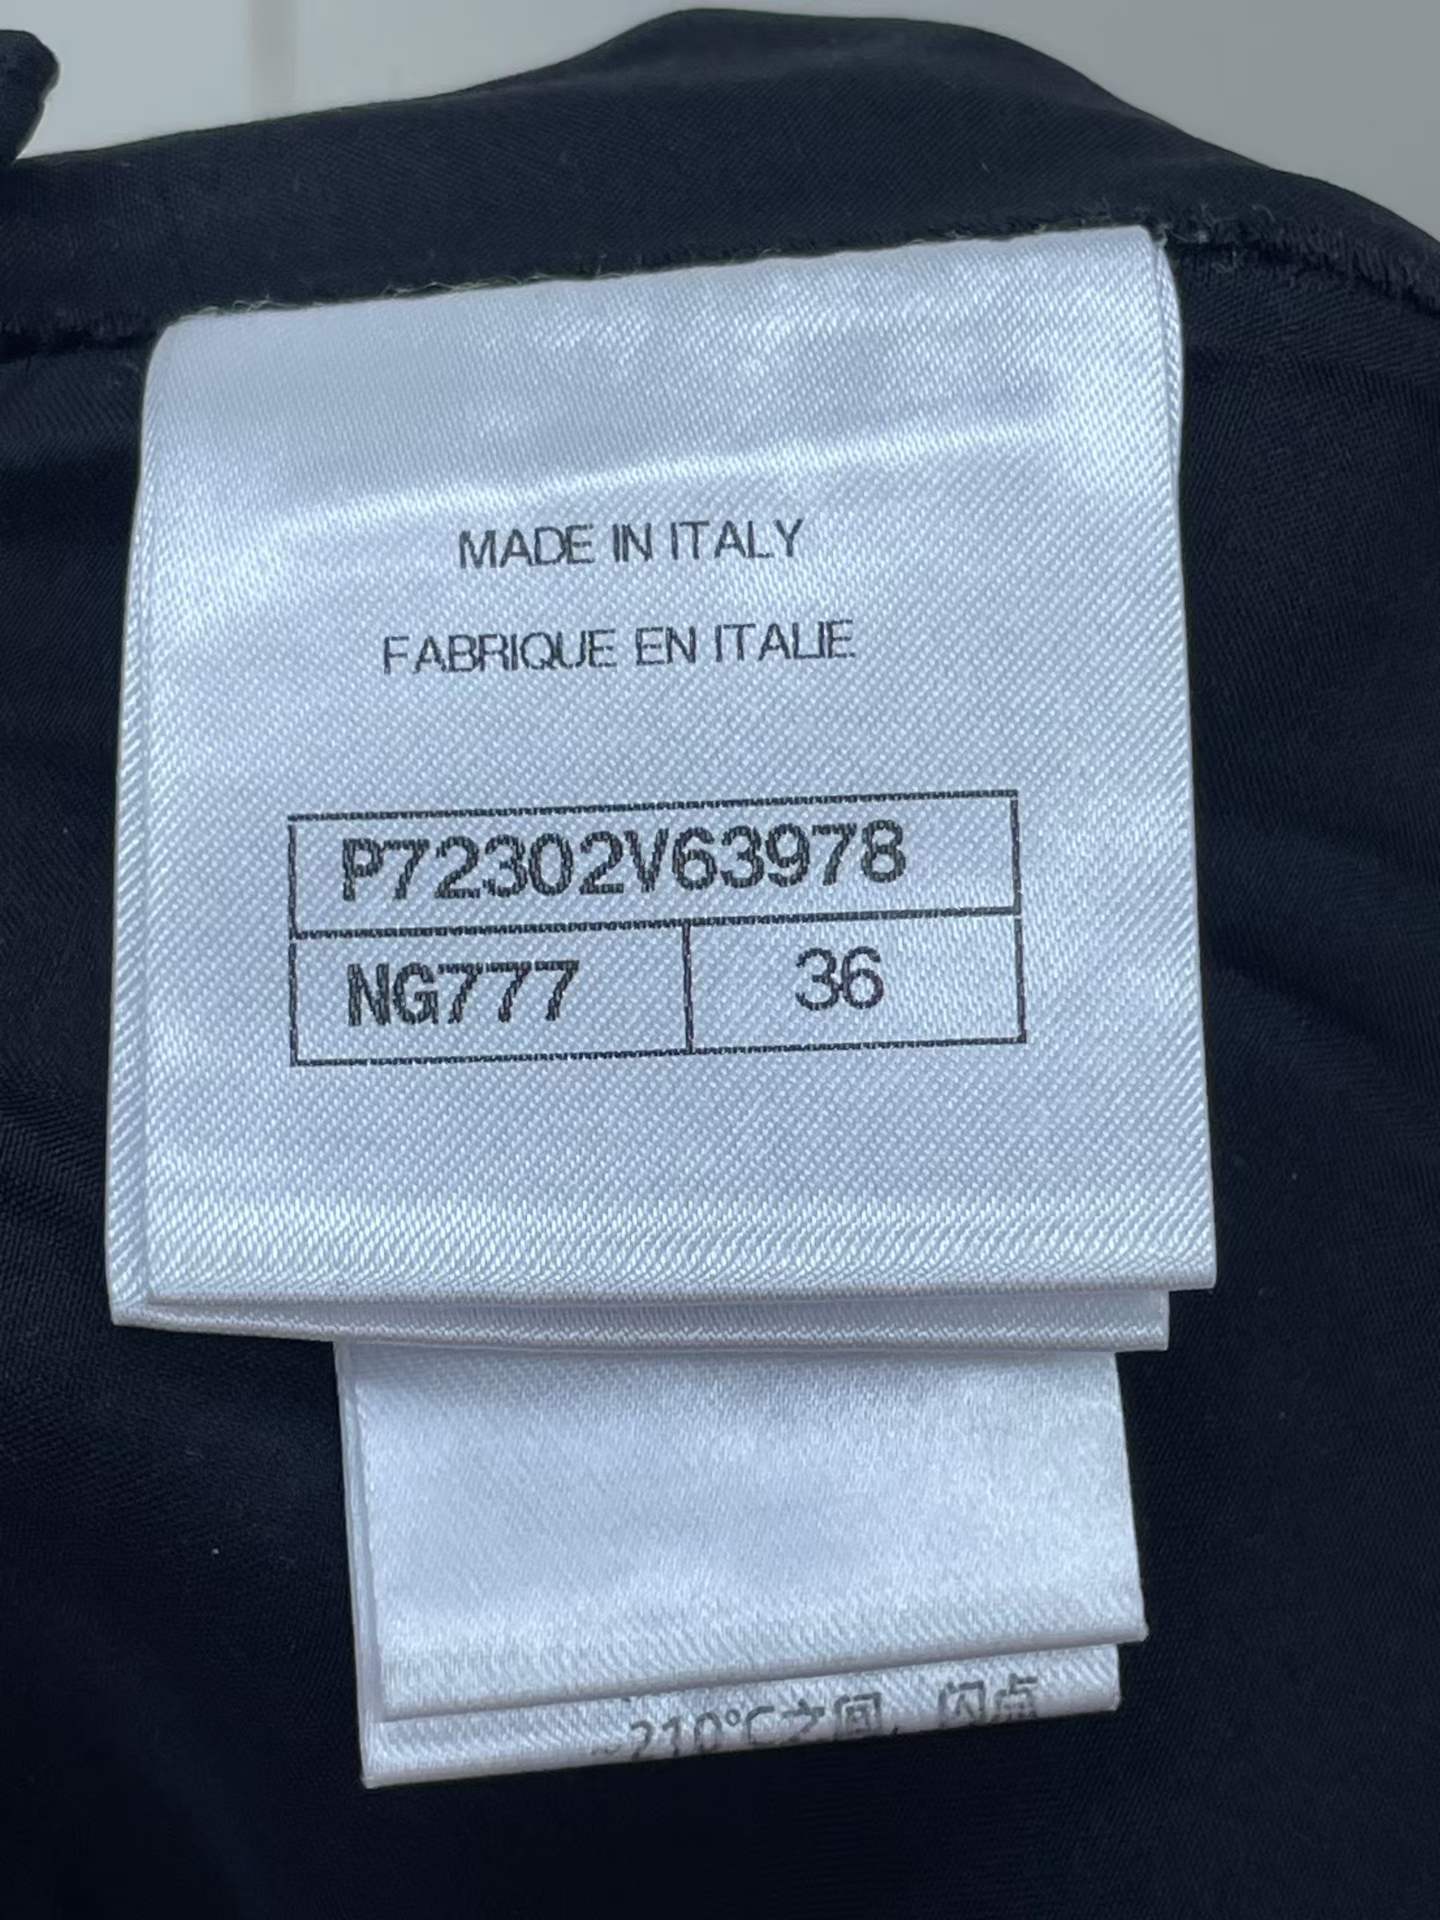 MADE IN ITALY
FABRIQUE EN ITALIE
P72302V63978
NG777 36
~210°C之间, 闪点